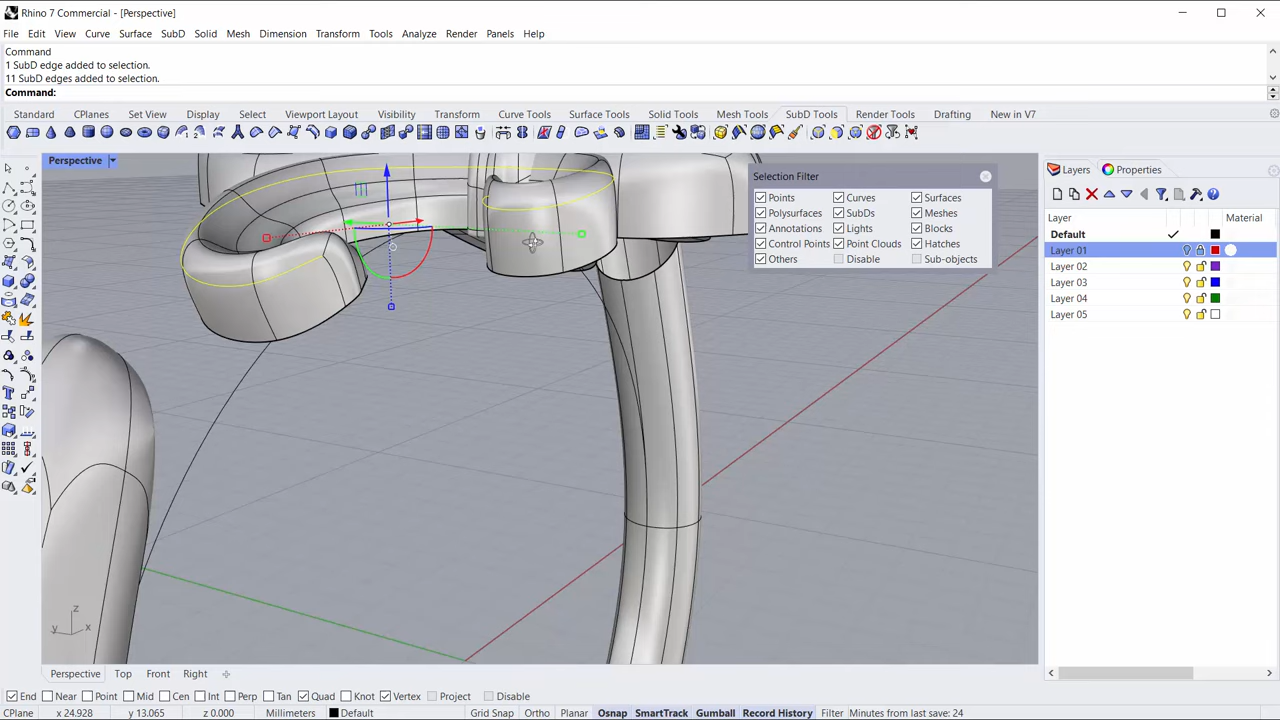 Rhino 7 Commercial - [Perspective]
File Edit View Curve Surface SubD Solid Mesh Dimension Transform Tools Analyze Render Panels Help
Command
1 SubD edge added to selection.
11 SubD edges added to selection.
Command:
Standard CPlanes Set View Display Select Viewport Layout Visibility Transform Curve Tools Surface Tools Solid Tools Mesh Tools SubD Tools Render Tools Drafting New in V7
Perspective
Selection Filter
Points Curves Surfaces
Polysurfaces SubDs Meshes
Annotations Lights Blocks
Control Points Point Clouds Hatches
Others Disable Sub-objects
Layers Properties
Layer Material
Default
Layer 01
Layer 02
Layer 03
Layer 04
Layer 05
z
y x
Perspective Top Front Right
End Near Point Mid Cen Int Perp Tan Quad Knot Vertex Project Disable
CPlane x 24.928 y 13.065 z 0.000 Millimeters Default Grid Snap Ortho Planar Osnap SmartTrack Gumball Record History Filter Minutes from last save: 24